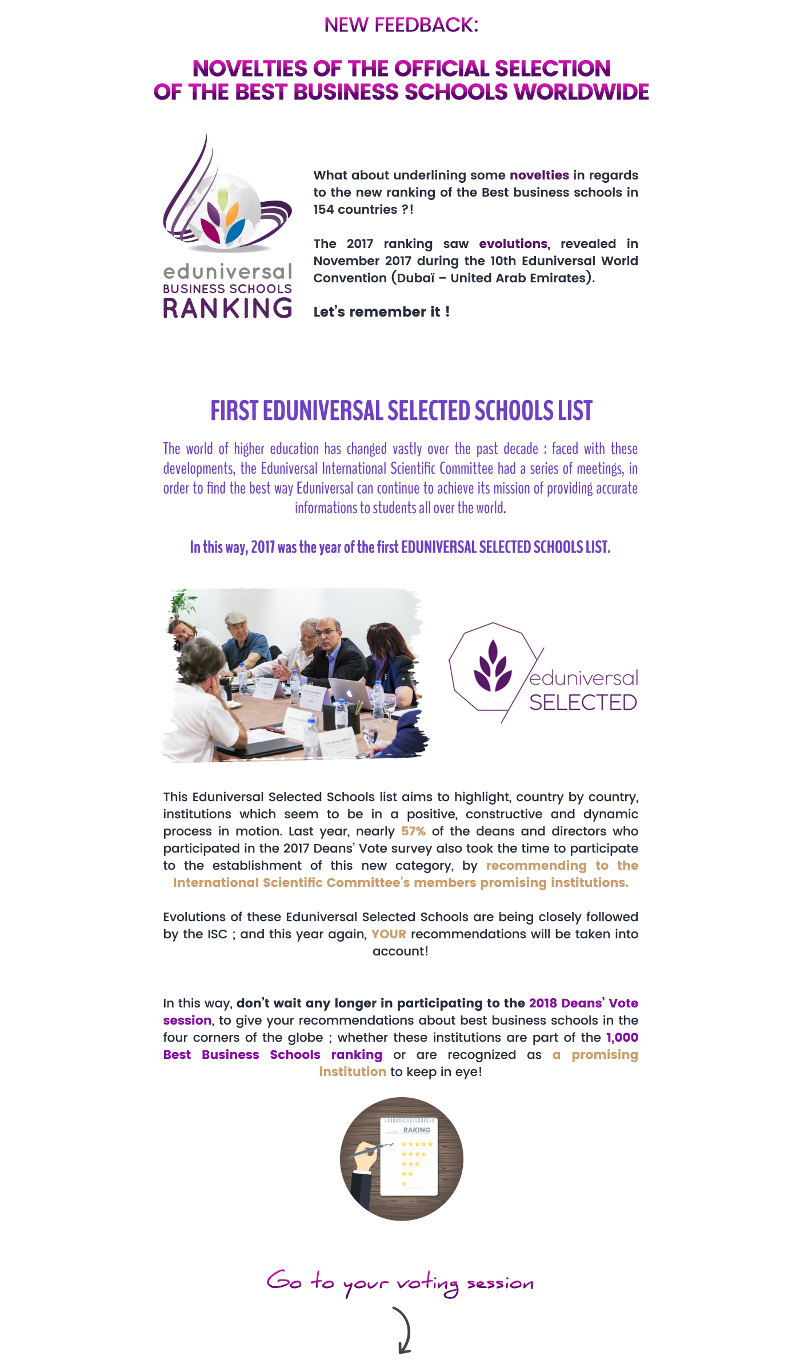 NEW FEEDBACK:
NOVELTIES OF THE OFFICIAL SELECTION
OF THE BEST BUSINESS SCHOOLS WORLDWIDE
eduniversal
BUSINESS SCHOOLS
RANKING
What about underlining some novelties in regards
to the new ranking of the Best business schools in
154 countries ?!
The 2017 ranking saw evolutions, revealed in
November 2017 during the 10th Eduniversal World
Convention (Dubaï – United Arab Emirates).
Let's remember it !
FIRST EDUNIVERSAL SELECTED SCHOOLS LIST
The world of higher education has changed vastly over the past decade : faced with these
developments, the Eduniversal International Scientific Committee had a series of meetings, in
order to find the best way Eduniversal can continue to achieve its mission of providing accurate
informations to students all over the world.
In this way, 2017 was the year of the first EDUNIVERSAL SELECTED SCHOOLS LIST.
eduniversal
SELECTED
This Eduniversal Selected Schools list aims to highlight, country by country,
institutions which seem to be in a positive, constructive and dynamic
process in motion. Last year, nearly 57% of the deans and directors who
participated in the 2017 Deans' Vote survey also took the time to participate
to the establishment of this new category, by recommending to the
International Scientific Committee's members promising institutions.
Evolutions of these Eduniversal Selected Schools are being closely followed
by the ISC ; and this year again, YOUR recommendations will be taken into
account!
In this way, don't wait any longer in participating to the 2018 Deans' Vote
session, to give your recommendations about best business schools in the
four corners of the globe ; whether these institutions are part of the 1,000
Best Business Schools ranking or are recognized as a promising
institution to keep in eye!
RAKING
Go to your voting session